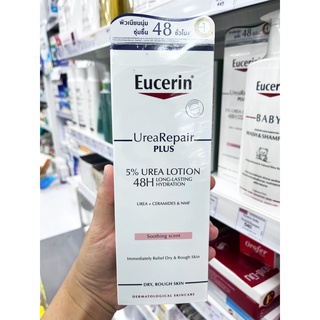 ผิวเนียนนุ่ม
ชุ่มชื้น 48 ชั่วโมง
Eucerin®
UreaRepair
PLUS
5% UREA LOTION
48H LONG-LASTING
HYDRATION
UREA + CERAMIDES & NMF
Soothing scent
Immediately Relief Dry & Rough Skin
DRY, ROUGH SKIN
DERMATOLOGICAL SKINCARE
Eucerin
BABY
WASH & SHAMPOO